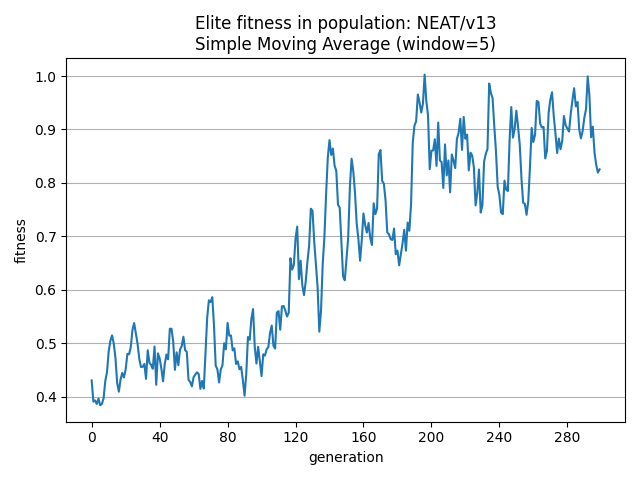 Elite fitness in population: NEAT/v13
Simple Moving Average (window=5)
fitness
1.0
0.9
0.8
0.7
0.6
0.5
0.4
0 40 80 120 160 200 240 280
generation